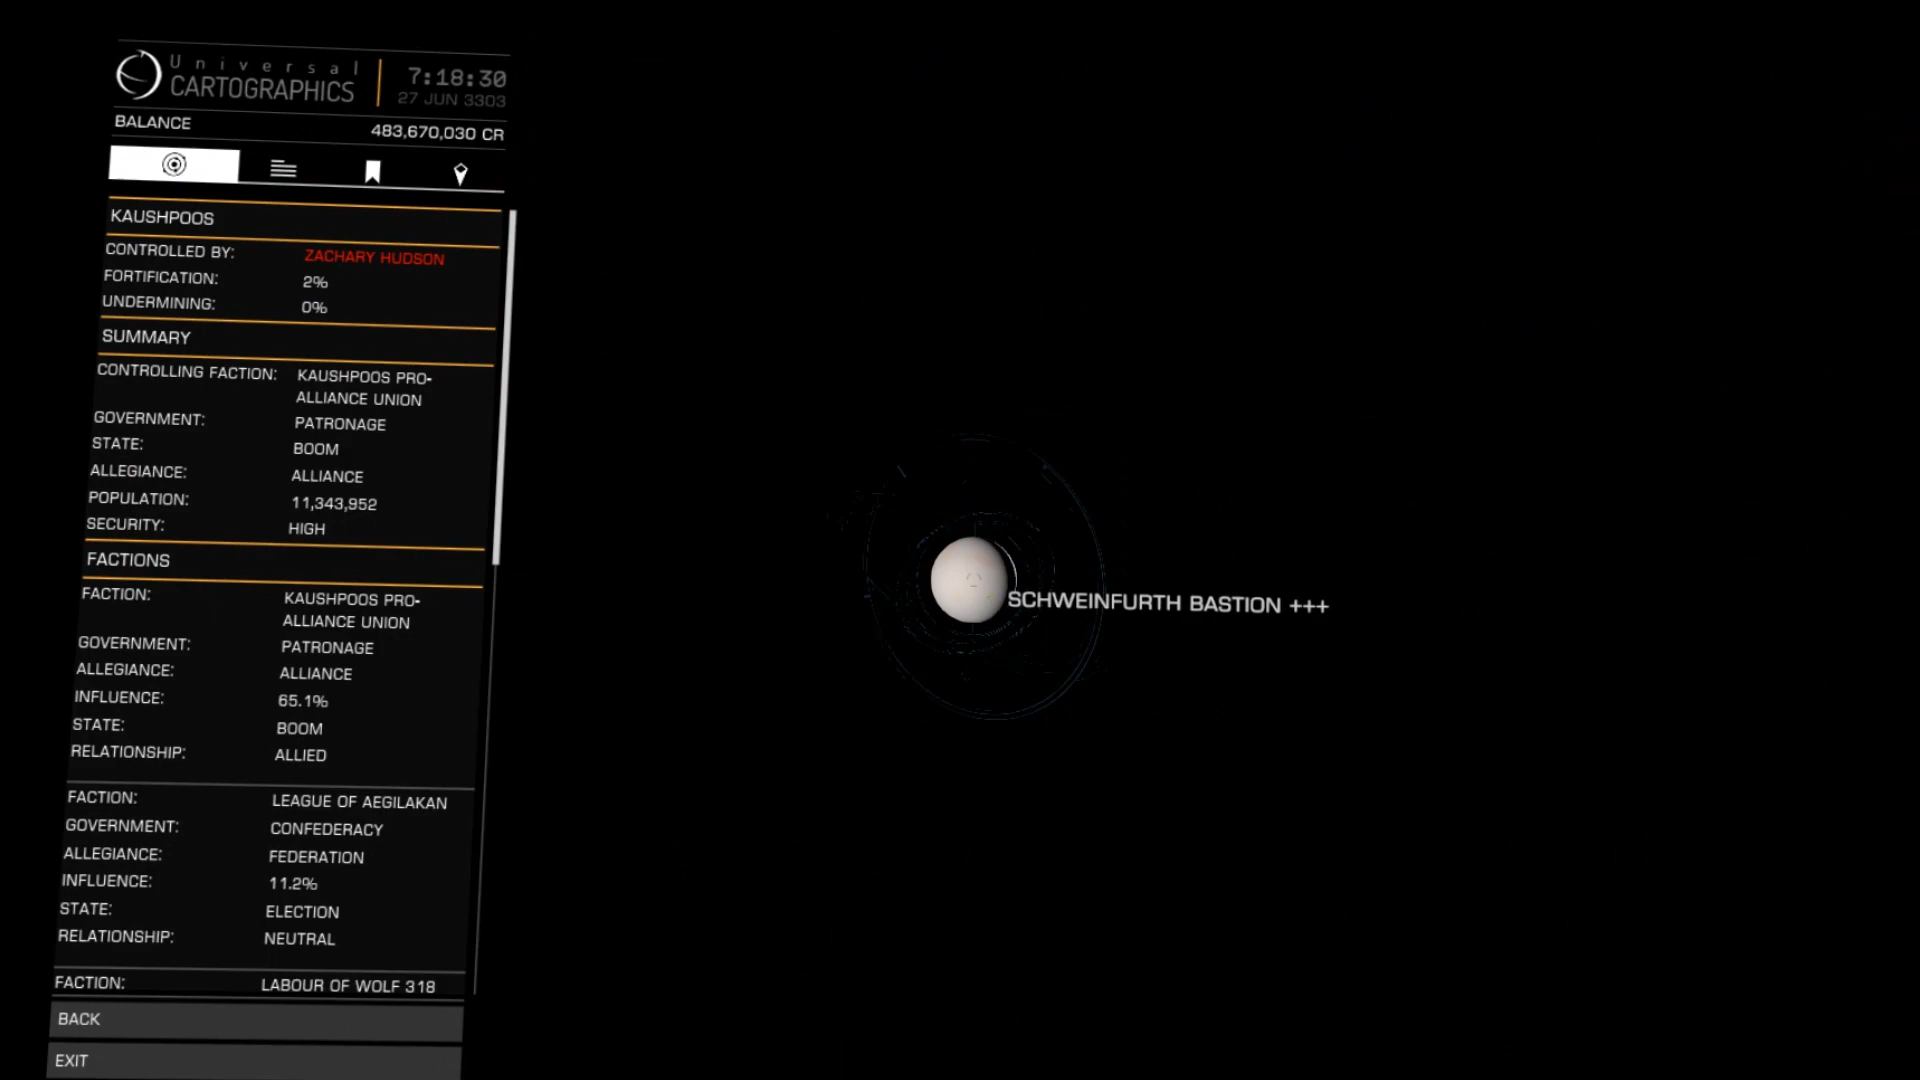 Universal
CARTOGRAPHICS
7:18:30
27 JUN 3303
BALANCE 483,670,030 CR
KAUSHPOOS
CONTROLLED BY: ZACHARY HUDSON
FORTIFICATION: 2%
UNDERMINING: 0%
SUMMARY
CONTROLLING FACTION: KAUSHPOOS PRO-
ALLIANCE UNION
GOVERNMENT: PATRONAGE
STATE: BOOM
ALLEGIANCE: ALLIANCE
POPULATION: 11,343,952
SECURITY: HIGH
FACTIONS
FACTION: KAUSHPOOS PRO-
ALLIANCE UNION
GOVERNMENT: PATRONAGE
ALLEGIANCE: ALLIANCE
INFLUENCE: 65.1%
STATE: BOOM
RELATIONSHIP: ALLIED
FACTION: LEAGUE OF AEGILAKAN
GOVERNMENT: CONFEDERACY
ALLEGIANCE: FEDERATION
INFLUENCE: 11.2%
STATE: ELECTION
RELATIONSHIP: NEUTRAL
FACTION: LABOUR OF WOLF 318
BACK
EXIT
SCHWEINFURTH BASTION +++